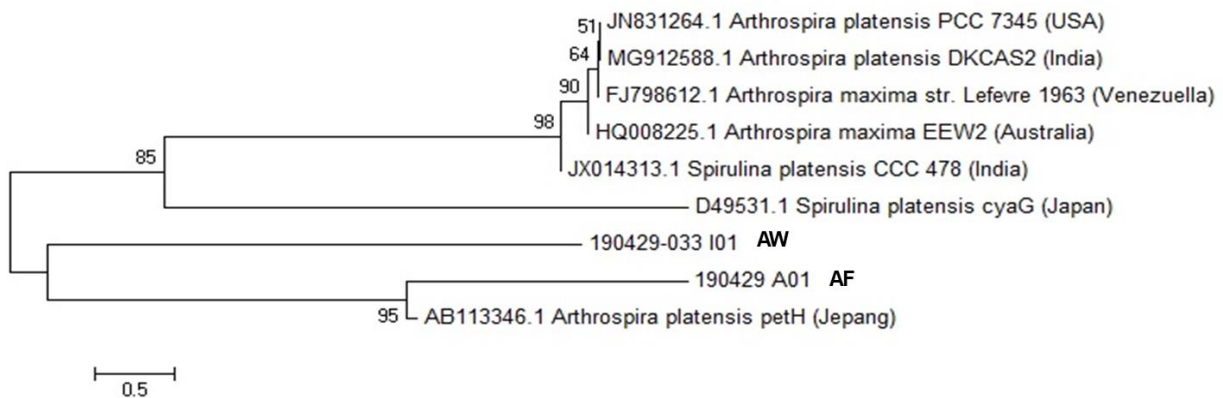 51
JN831264.1 Arthrospira platensis PCC 7345 (USA)
64
MG912588.1 Arthrospira platensis DKCAS2 (India)
90
FJ798612.1 Arthrospira maxima str. Lefevre 1963 (Venezuella)
98
HQ008225.1 Arthrospira maxima EEW2 (Australia)
85
JX014313.1 Spirulina platensis CCC 478 (India)
D49531.1 Spirulina platensis cyaG (Japan)
190429-033 I01 AW
190429 A01 AF
95 AB113346.1 Arthrospira platensis petH (Jepang)
0.5